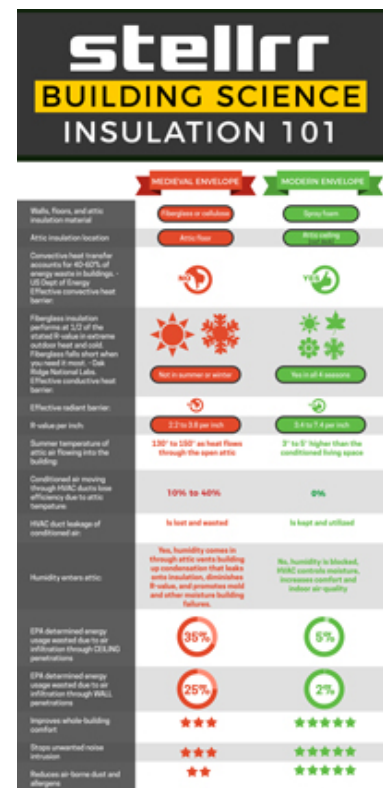 stellrr
BUILDING SCIENCE
INSULATION 101
MEDIEVAL ENVELOPE
MODERN ENVELOPE
Walls, floors, and attic
insulation material
Fiberglass or cellulose
Spray foam
Attic insulation location
Attic floor
Attic ceiling
Convective heat transfer
accounts for 40-60% of
energy waste in buildings. -
US Dept of Energy
Effective convective heat
barrier:
NO
YES
Fiberglass insulation
performs at 1/2 of the
stated R-value in extreme
outdoor heat and cold.
Fiberglass falls short when
you need it most. - Oak
Ridge National Labs.
Effective conductive heat
barrier:
Not in summer or winter
Yes in all 4 seasons
Effective radiant barrier:
R-value per inch:
2.2 to 3.8 per inch
3.4 to 7.4 per inch
Summer temperature of
attic air flowing into the
building:
130° to 150° as heat flows
through the open attic
3° to 5° higher than the
conditioned living space
Conditioned air moving
through HVAC ducts lose
efficiency due to attic
tempature:
10% to 40%
0%
HVAC duct leakage of
conditioned air:
Is lost and wasted
Is kept and utilized
Humidity enters attic:
Yes, humidity comes in
through attic vents building
up condensation that leaks
onto insulation, diminishes
R-value, and promotes mold
and other moisture building
failures.
No, humidity is blocked,
HVAC controls moisture,
increases comfort and
indoor air-quality
EPA determined energy
usage wasted due to air
infiltration through CEILING
penetrations
35%
5%
EPA determined energy
usage wasted due to air
infiltration through WALL
penetrations
25%
2%
Improves whole-building
comfort
Stops unwanted noise
intrusion
Reduces air-borne dust and
allergens